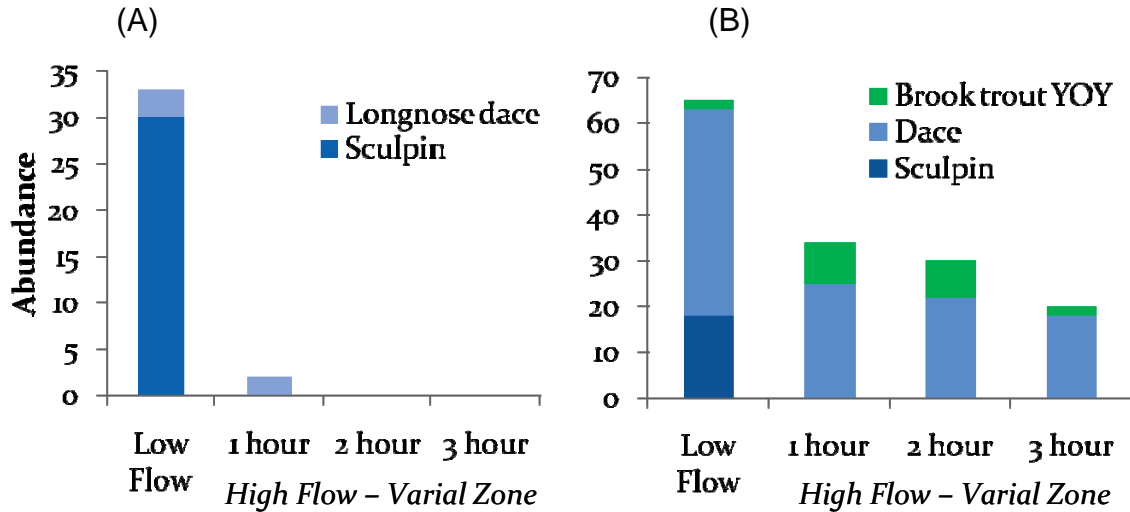 (A)
Abundance
35
30
25
20
15
10
5
0
Longnose dace
Sculpin
Low
Flow
1 hour 2 hour 3 hour
High Flow – Varial Zone
(B)
70
60
50
40
30
20
10
0
Brook trout YOY
Dace
Sculpin
Low
Flow
1 hour 2 hour 3 hour
High Flow – Varial Zone